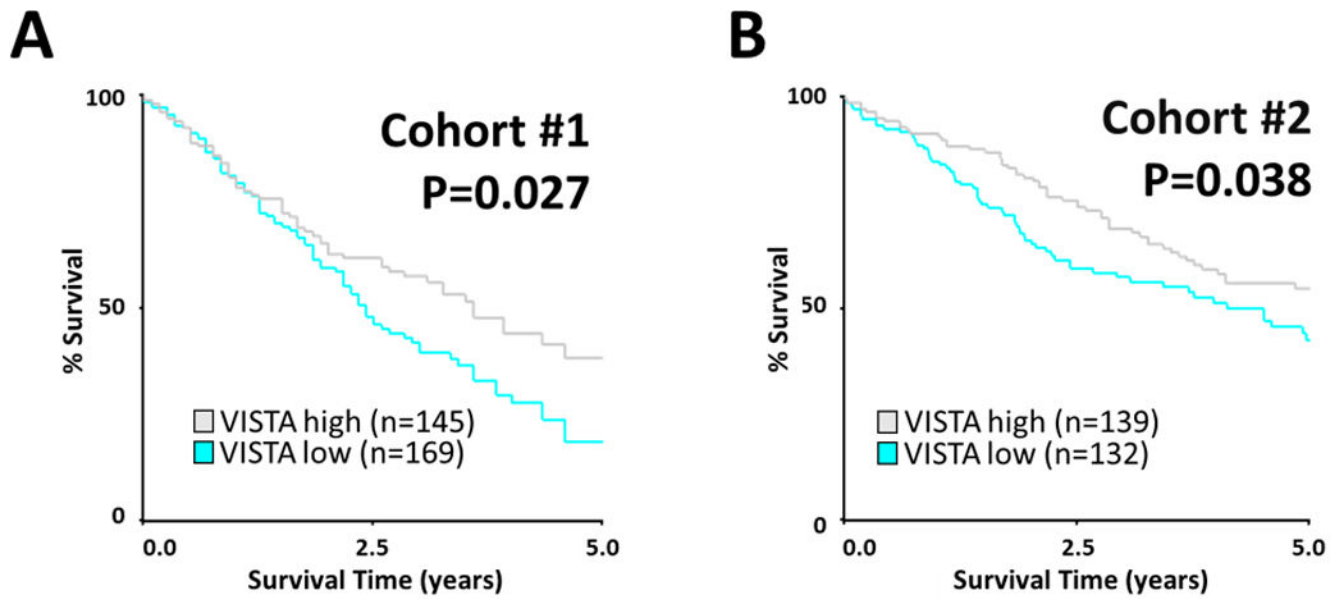 A
100
50
0
% Survival
Cohort #1
P=0.027
VISTA high (n=145)
VISTA low (n=169)
0.0 2.5 5.0
Survival Time (years)
B
100
50
0
% Survival
Cohort #2
P=0.038
VISTA high (n=139)
VISTA low (n=132)
0.0 2.5 5.0
Survival Time (years)